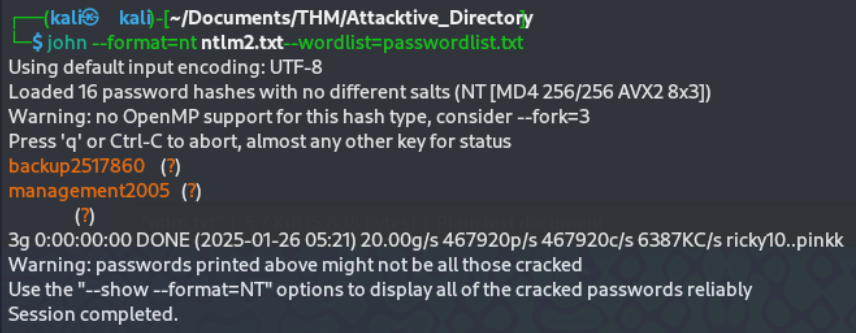 ┌──(kali㉿kali)-[~/Documents/THM/Attacktive_Directory]
└─$ john --format=nt ntlm2.txt--wordlist=passwordlist.txt
Using default input encoding: UTF-8
Loaded 16 password hashes with no different salts (NT [MD4 256/256 AVX2 8x3])
Warning: no OpenMP support for this hash type, consider --fork=3
Press 'q' or Ctrl-C to abort, almost any other key for status
backup2517860 (?)
management2005 (?)
(?)
3g 0:00:00:00 DONE (2025-01-26 05:21) 20.00g/s 467920p/s 467920c/s 6387KC/s ricky10..pinkk
Warning: passwords printed above might not be all those cracked
Use the "--show --format=NT" options to display all of the cracked passwords reliably
Session completed.